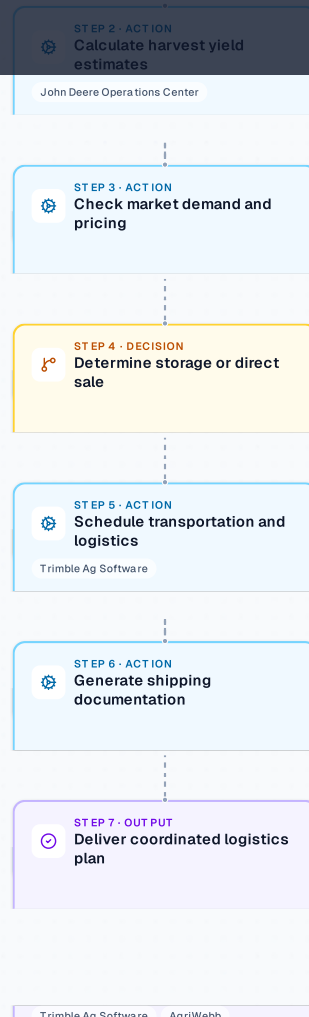 STEP 2 · ACTION
Calculate harvest yield
estimates
John Deere Operations Center
STEP 3 · ACTION
Check market demand and
pricing
STEP 4 · DECISION
Determine storage or direct
sale
STEP 5 · ACTION
Schedule transportation and
logistics
Trimble Ag Software
STEP 6 · ACTION
Generate shipping
documentation
STEP 7 · OUTPUT
Deliver coordinated logistics
plan
Trimble Ag Software AgriWebb